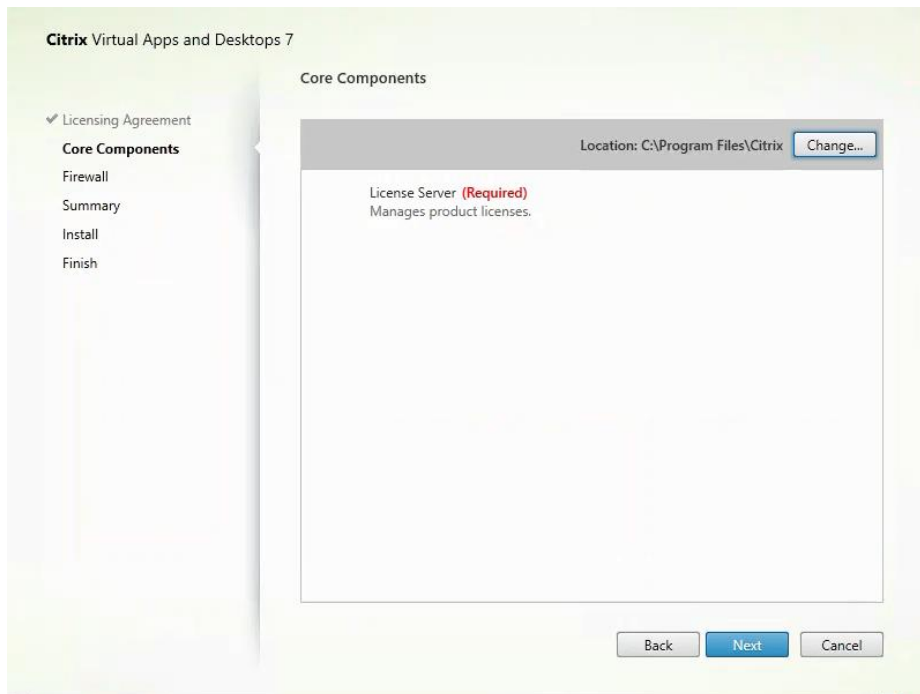 Citrix Virtual Apps and Desktops 7
Core Components
Licensing Agreement
Core Components
Firewall
Summary
Install
Finish
Location: C:\Program Files\Citrix
Change...
License Server (Required)
Manages product licenses.
Back
Next
Cancel